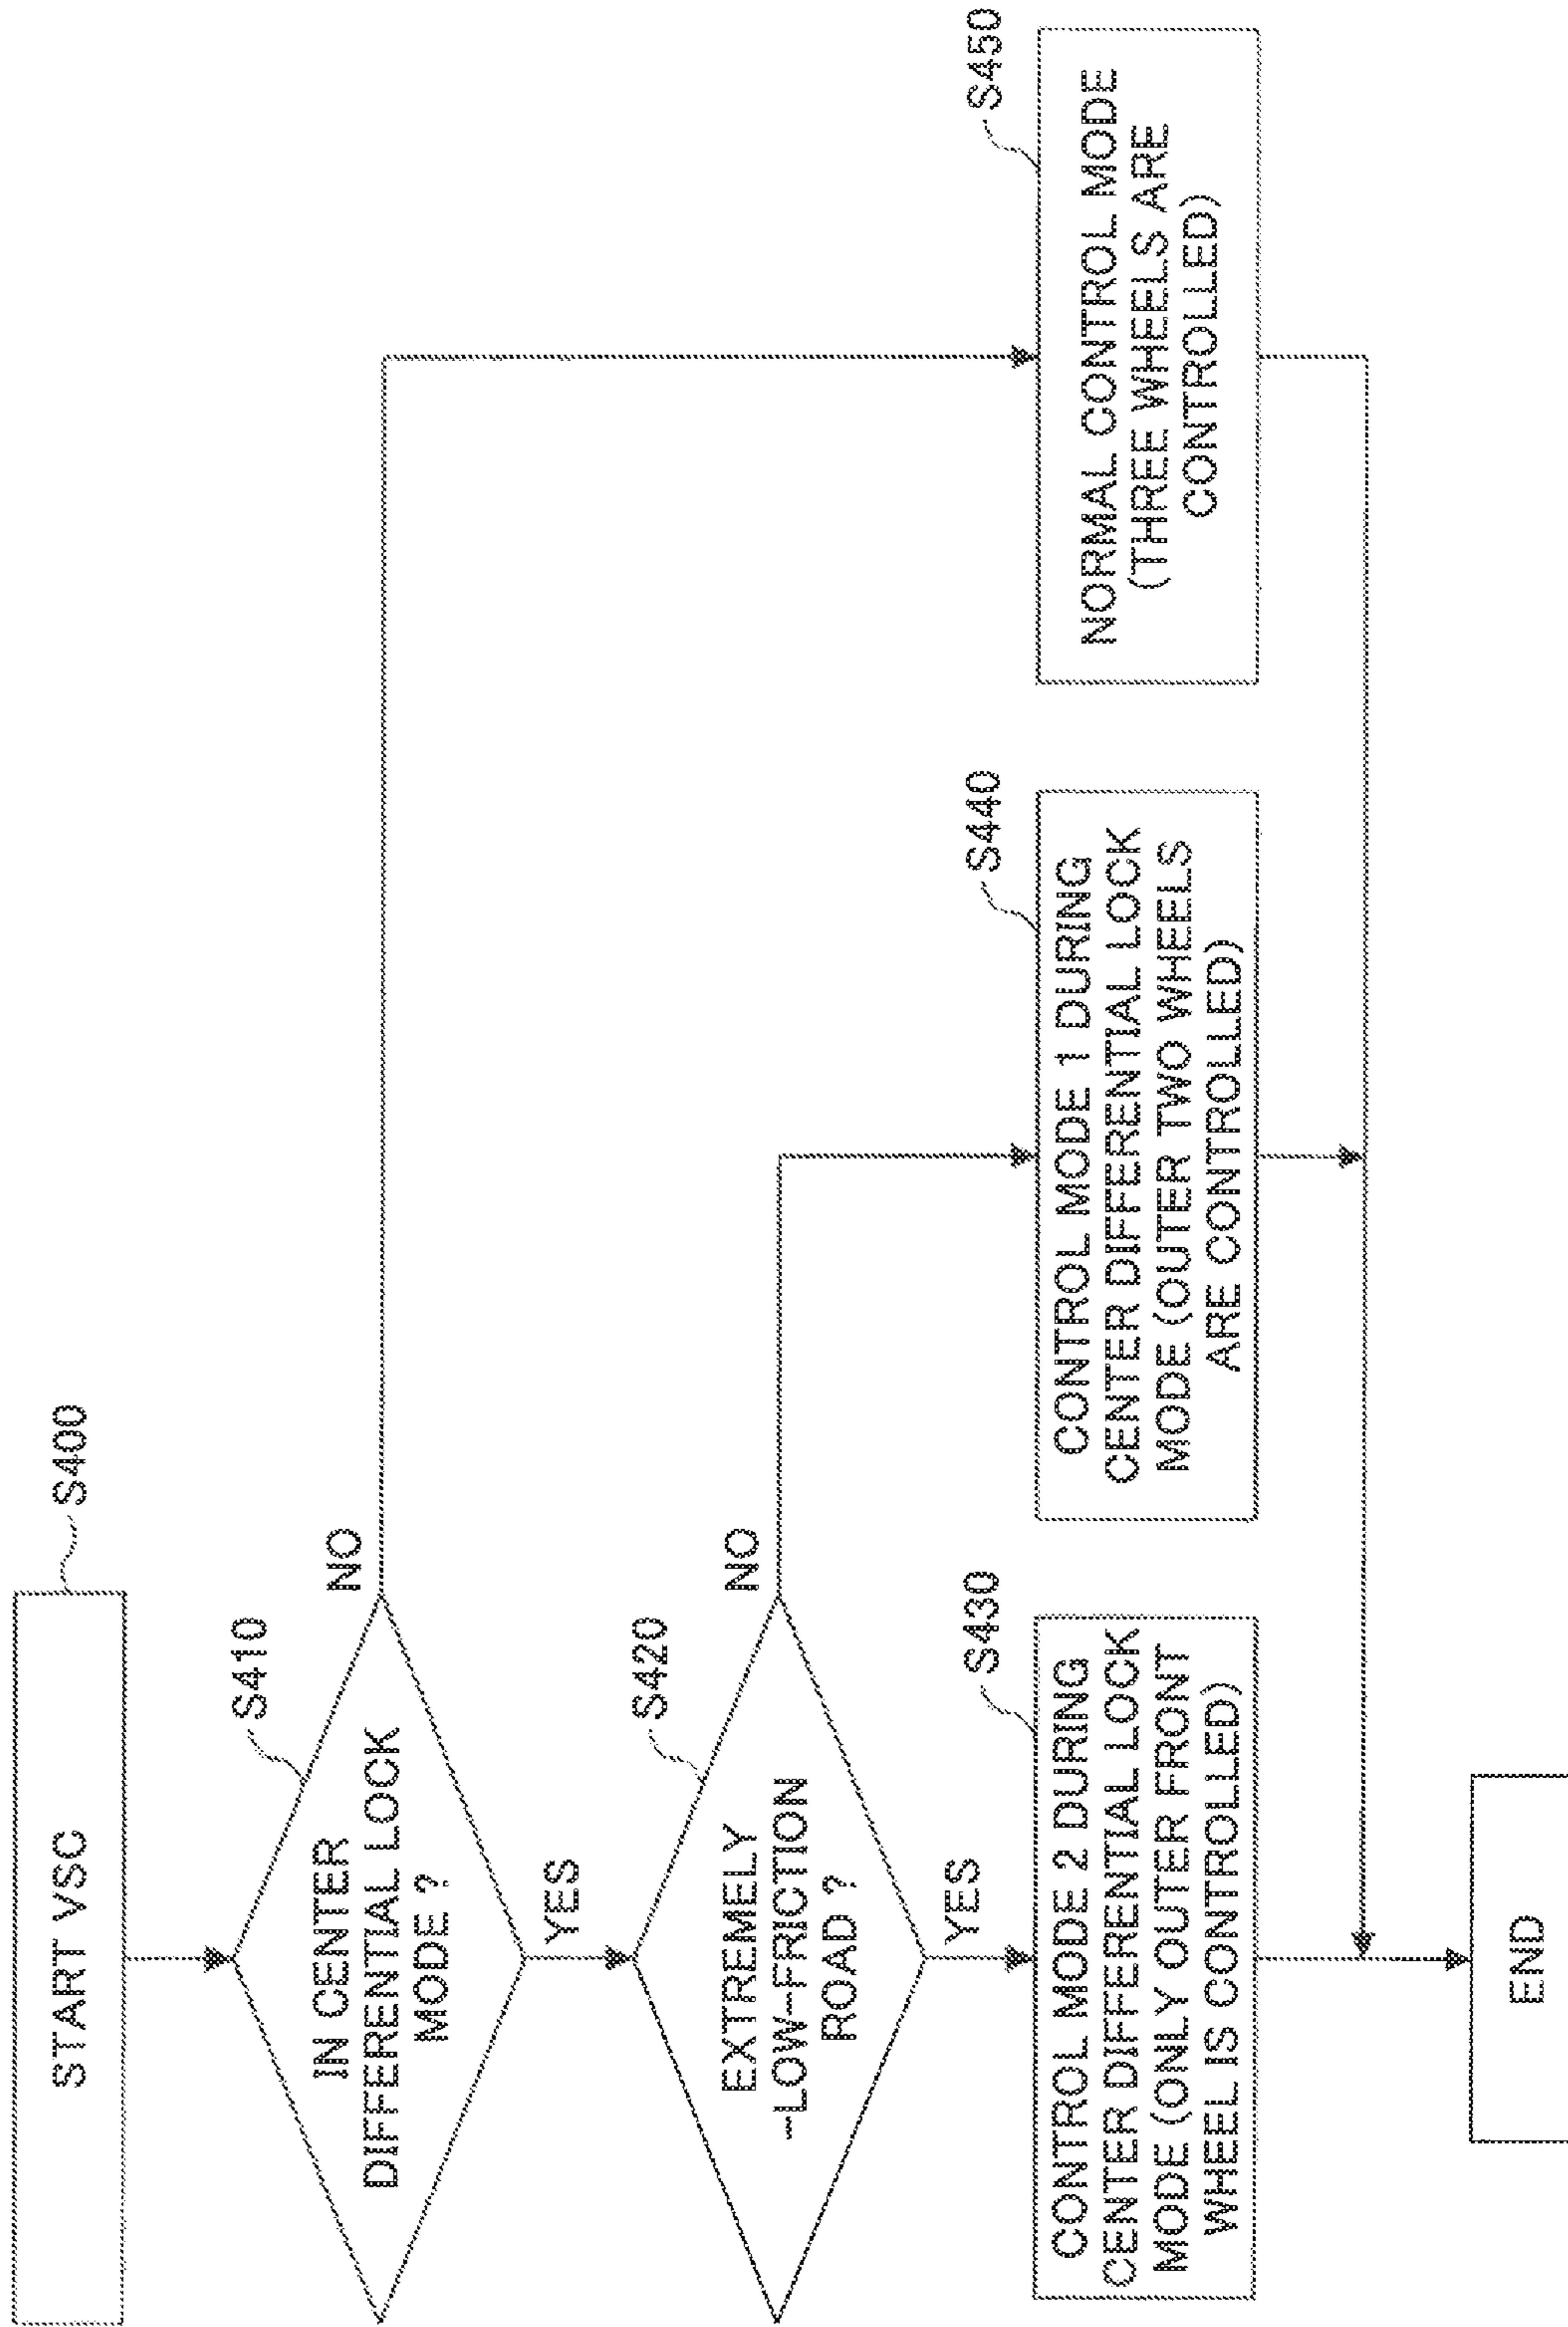 START VSC
S400
IN CENTER
DIFFERENTIAL LOCK
MODE ?
S410
NO
YES
EXTREMELY
-LOW-FRICTION
ROAD ?
S420
NO
YES
CONTROL MODE 2 DURING
CENTER DIFFERENTIAL LOCK
MODE (ONLY OUTER FRONT
WHEEL IS CONTROLLED)
S430
CONTROL MODE 1 DURING
CENTER DIFFERENTIAL LOCK
MODE (OUTER TWO WHEELS
ARE CONTROLLED)
S440
NORMAL CONTROL MODE
(THREE WHEELS ARE
CONTROLLED)
S450
END